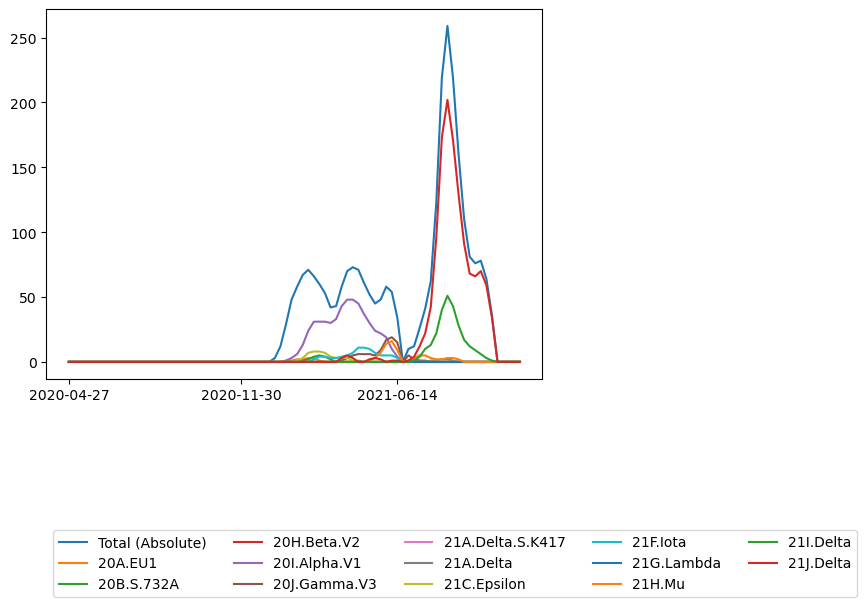 250
200
150
100
50
0
2020-04-27 2020-11-30 2021-06-14
Total (Absolute) 20H.Beta.V2 21A.Delta.S.K417 21F.Iota 21I.Delta
20A.EU1 20I.Alpha.V1 21A.Delta 21G.Lambda 21J.Delta
20B.S.732A 20J.Gamma.V3 21C.Epsilon 21H.Mu